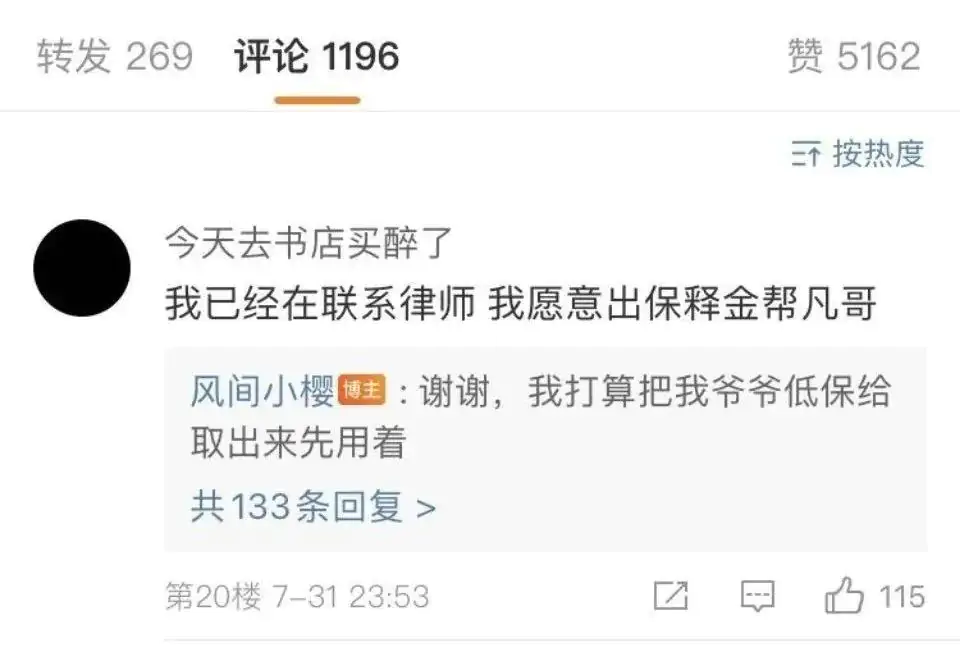 转发 269 评论 1196 赞 5162
按热度
今天去书店买醉了
我已经在联系律师 我愿意出保释金帮凡哥
风间小樱博主：谢谢，我打算把我爷爷低保给
取出来先用着
共133条回复 >
第20楼 7-31 23:53 115